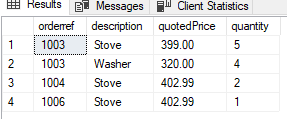 Results Messages Client Statistics
orderref description quotedPrice quantity
1 1003 Stove 399.00 5
2 1003 Washer 320.00 4
3 1004 Stove 402.99 2
4 1006 Stove 402.99 1